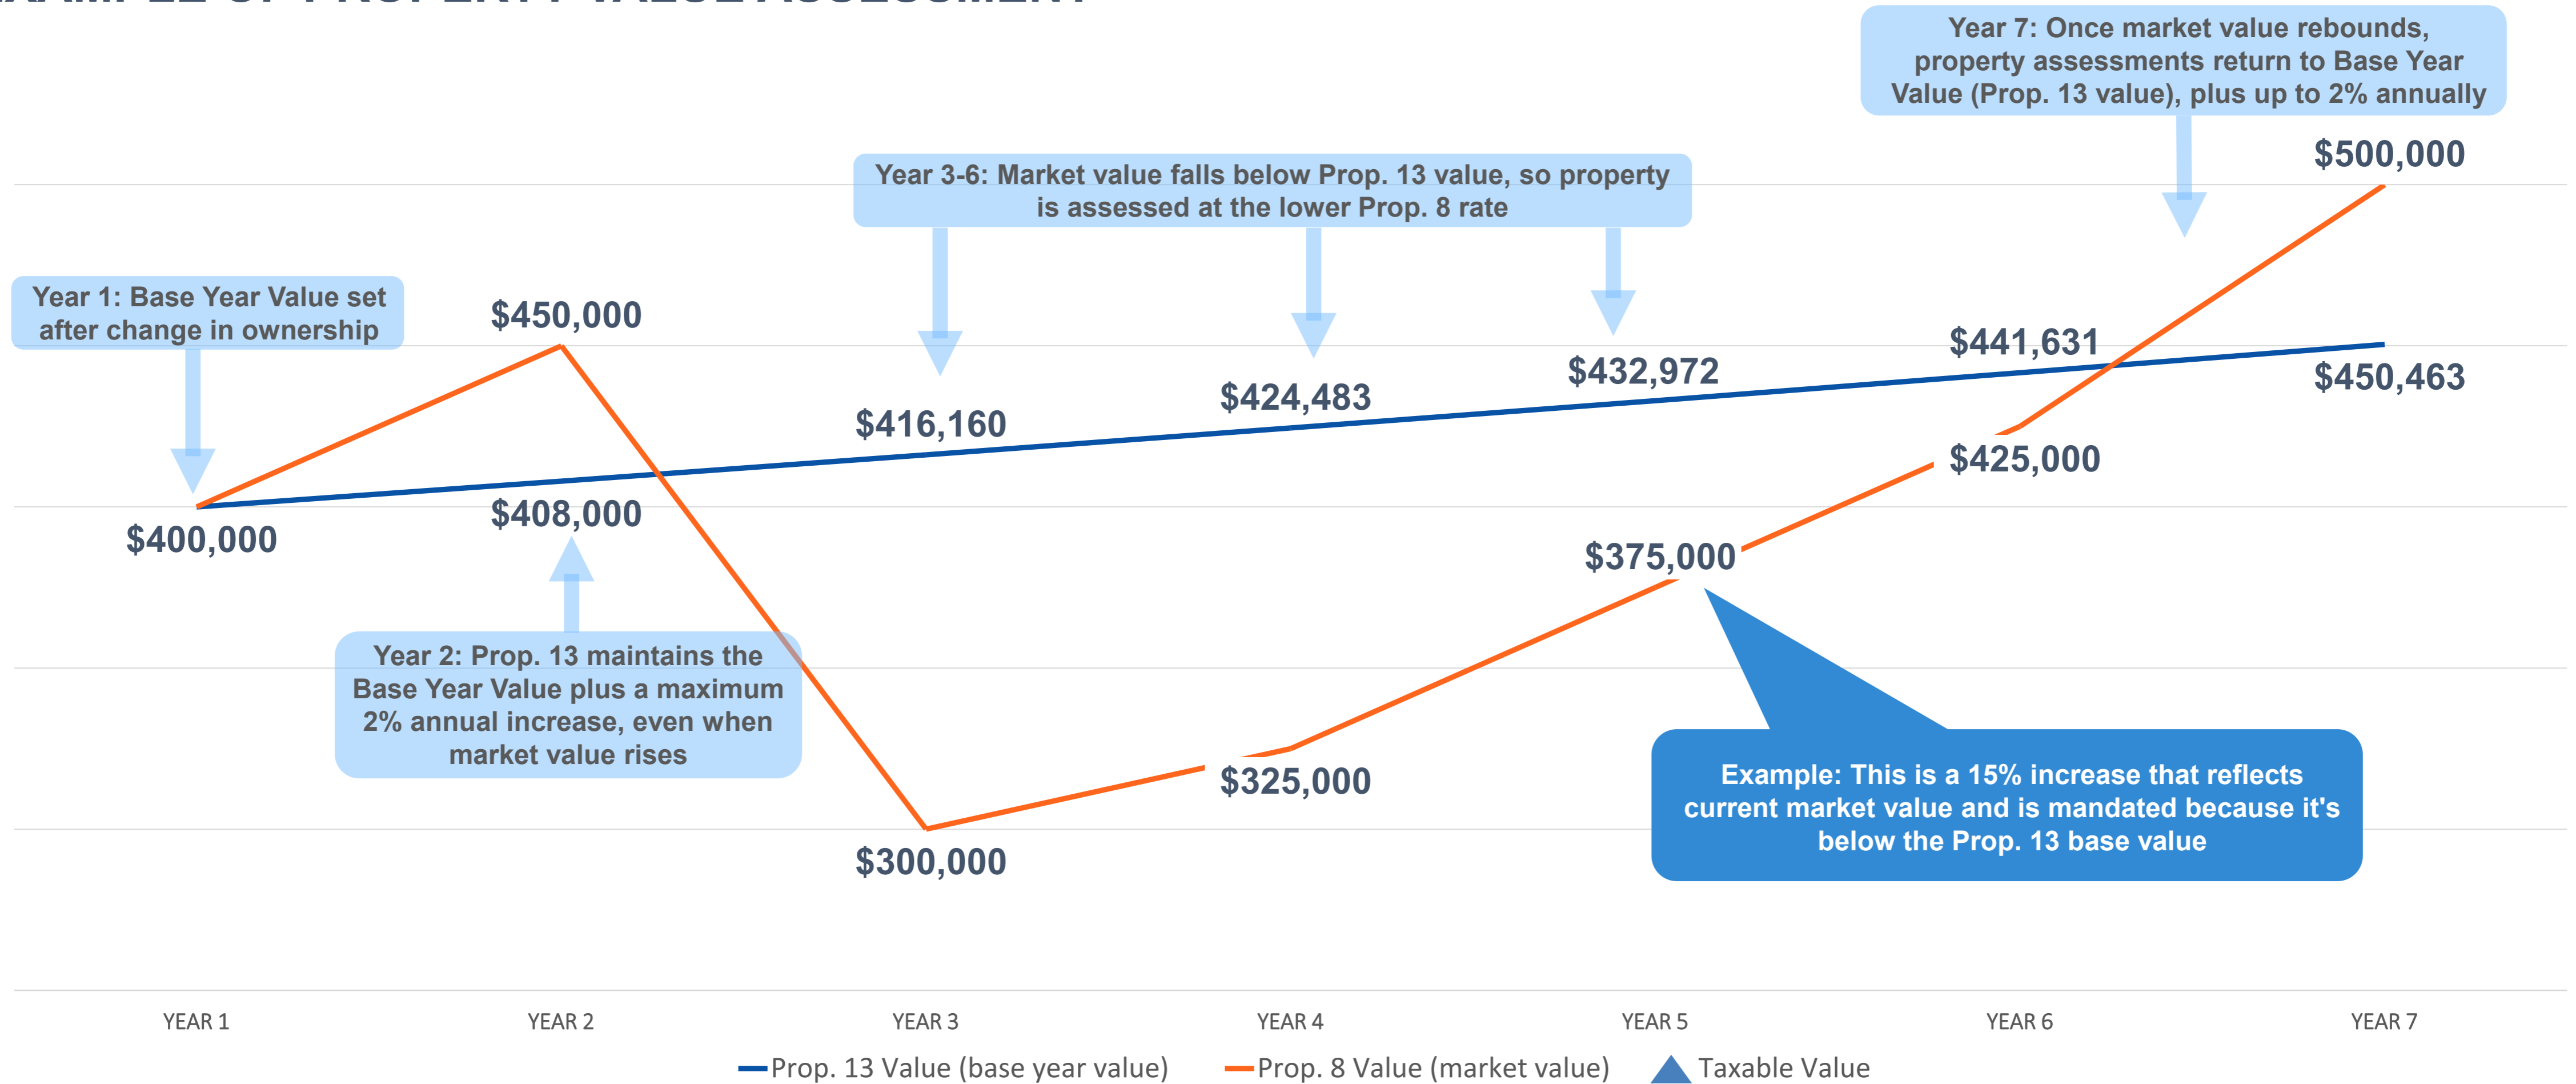 EXAMPLE OF PROPERTY VALUE ASSESSMENT
Year 7: Once market value rebounds,
property assessments return to Base Year
Value (Prop. 13 value), plus up to 2% annually
$500,000
Year 3-6: Market value falls below Prop. 13 value, so property
is assessed at the lower Prop. 8 rate
Year 1: Base Year Value set
after change in ownership
$450,000
$441,631
$432,972
$450,463
$424,483
$416,160
$425,000
$408,000
$400,000
$375,000
Year 2: Prop. 13 maintains the
Base Year Value plus a maximum
2% annual increase, even when
market value rises
$325,000
Example: This is a 15% increase that reflects
current market value and is mandated because it's
below the Prop. 13 base value
$300,000
YEAR 1 YEAR 2 YEAR 3 YEAR 4 YEAR 5 YEAR 6 YEAR 7
Prop. 13 Value (base year value) Prop. 8 Value (market value) Taxable Value